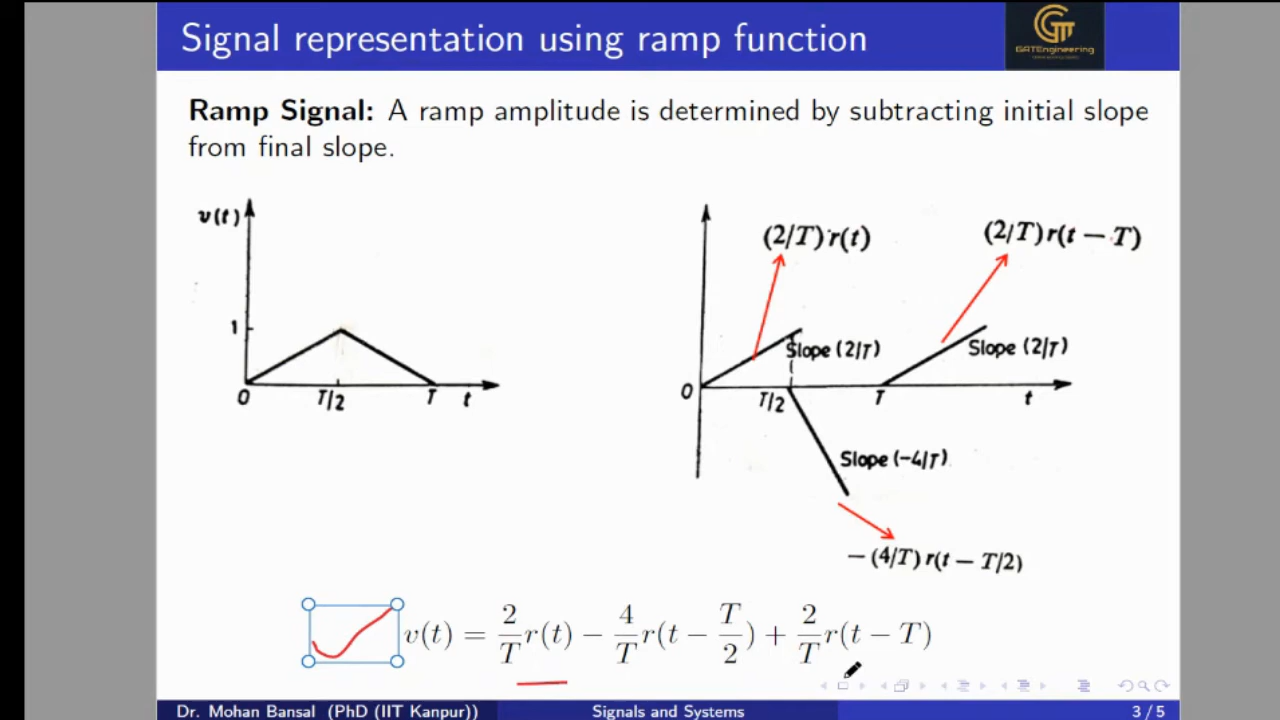 Signal representation using ramp function
GATEngineering
Ramp Signal: A ramp amplitude is determined by subtracting initial slope
from final slope.
v(t)
1
0 T/2 T t
(2/T) r(t)
(2/T) r(t − T)
Slope (2/T)
Slope (2/T)
0 T/2 T t
Slope (-4/T)
− (4/T) r(t − T/2)
v(t) = 2/T r(t) − 4/T r(t − T/2) + 2/T r(t − T)
Dr. Mohan Bansal (PhD (IIT Kanpur)) Signals and Systems 3 / 5